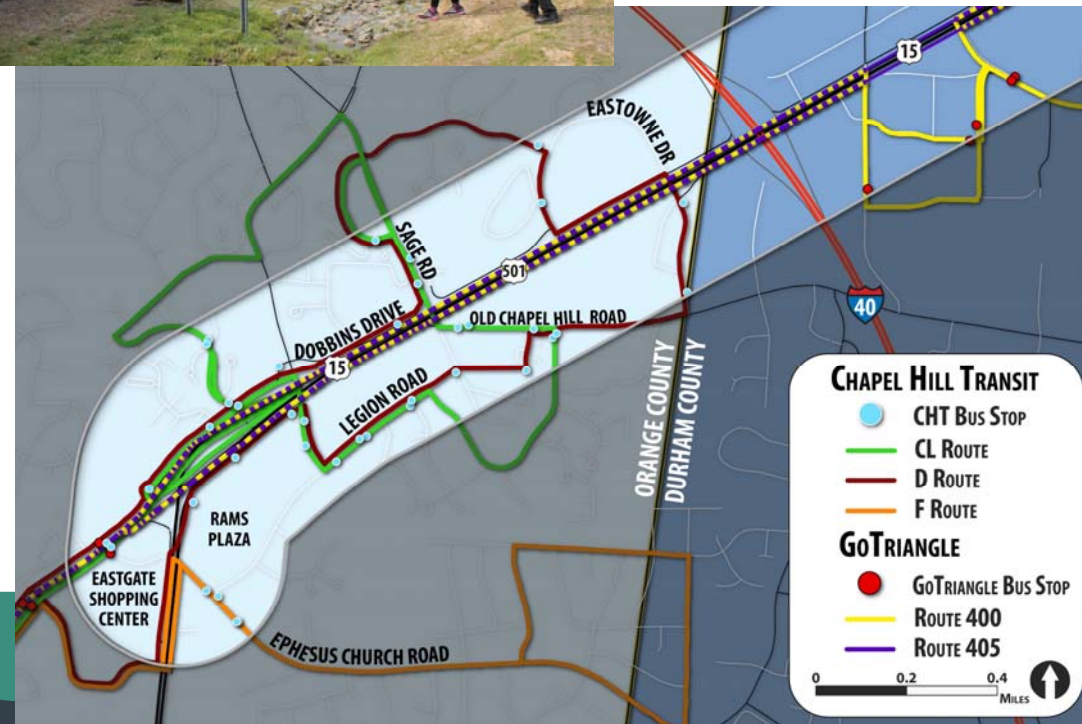 15
EASTOWNE DR
SAGE RD
501
40
OLD CHAPEL HILL ROAD
DOBBINS DRIVE
15
LEGION ROAD
ORANGE COUNTY
DURHAM COUNTY
RAMS
PLAZA
EASTGATE
SHOPPING
CENTER
EPHESUS CHURCH ROAD
CHAPEL HILL TRANSIT
CHT BUS STOP
CL ROUTE
D ROUTE
F ROUTE
GOTRIANGLE
GOTRIANGLE BUS STOP
ROUTE 400
ROUTE 405
0 0.2 0.4
MILES